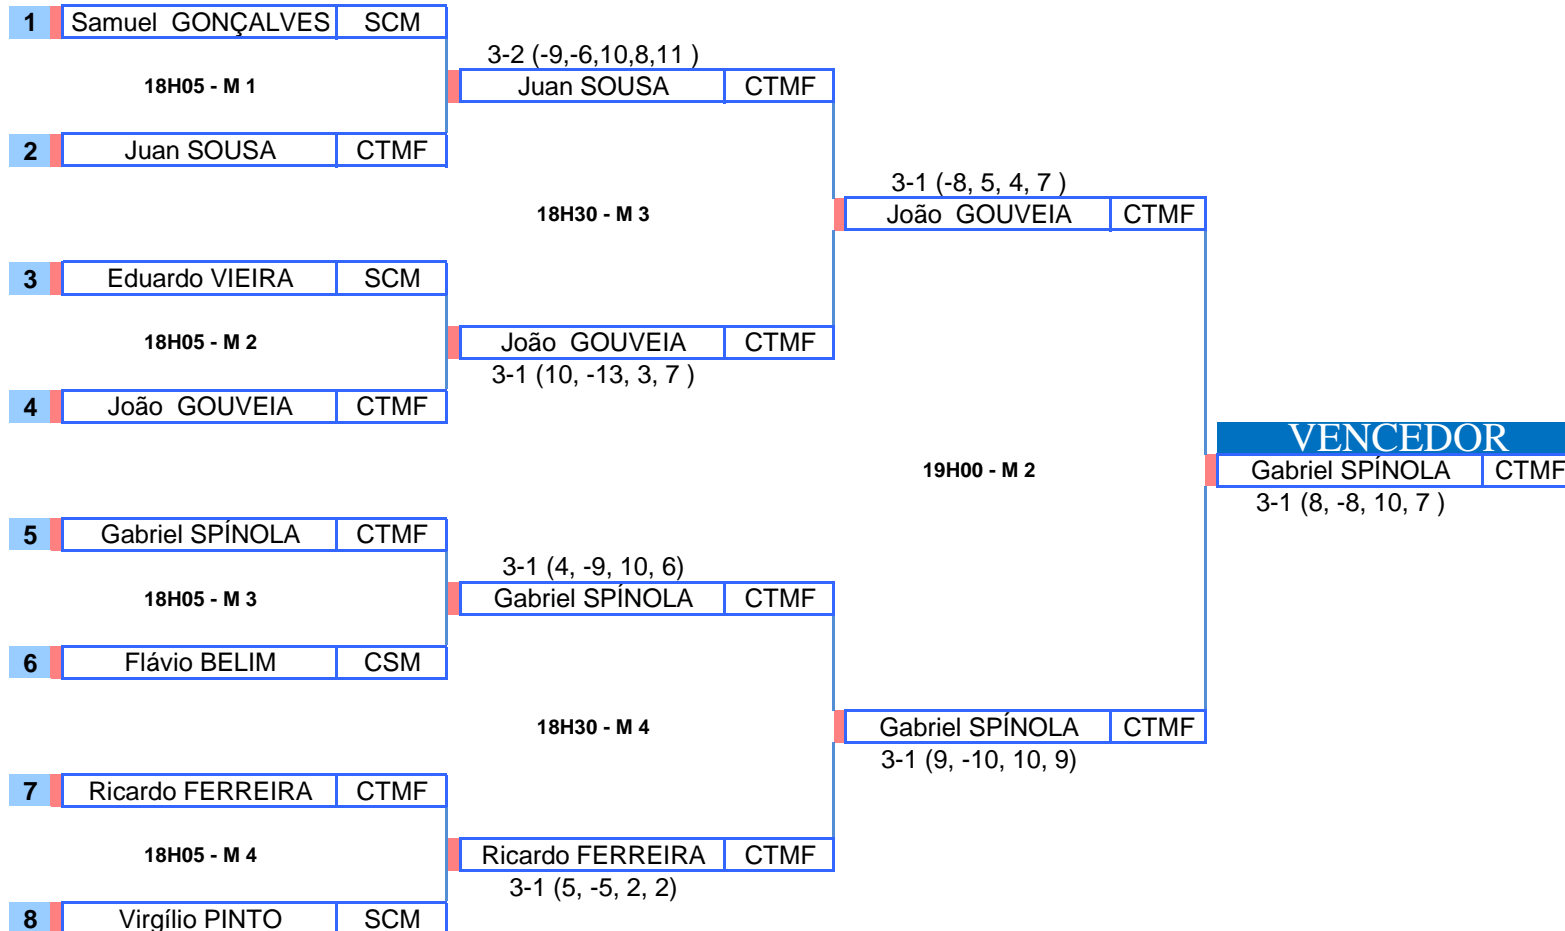 1 Samuel GONÇALVES SCM
3-2 (-9,-6,10,8,11 )
18H05 - M 1
Juan SOUSA CTMF
2 Juan SOUSA CTMF
3-1 (-8, 5, 4, 7 )
18H30 - M 3
João GOUVEIA CTMF
3 Eduardo VIEIRA SCM
18H05 - M 2
João GOUVEIA CTMF
3-1 (10, -13, 3, 7 )
4 João GOUVEIA CTMF
VENCEDOR
19H00 - M 2
Gabriel SPÍNOLA CTMF
3-1 (8, -8, 10, 7 )
5 Gabriel SPÍNOLA CTMF
3-1 (4, -9, 10, 6)
18H05 - M 3
Gabriel SPÍNOLA CTMF
6 Flávio BELIM CSM
18H30 - M 4
Gabriel SPÍNOLA CTMF
3-1 (9, -10, 10, 9)
7 Ricardo FERREIRA CTMF
18H05 - M 4
Ricardo FERREIRA CTMF
3-1 (5, -5, 2, 2)
8 Virgílio PINTO SCM